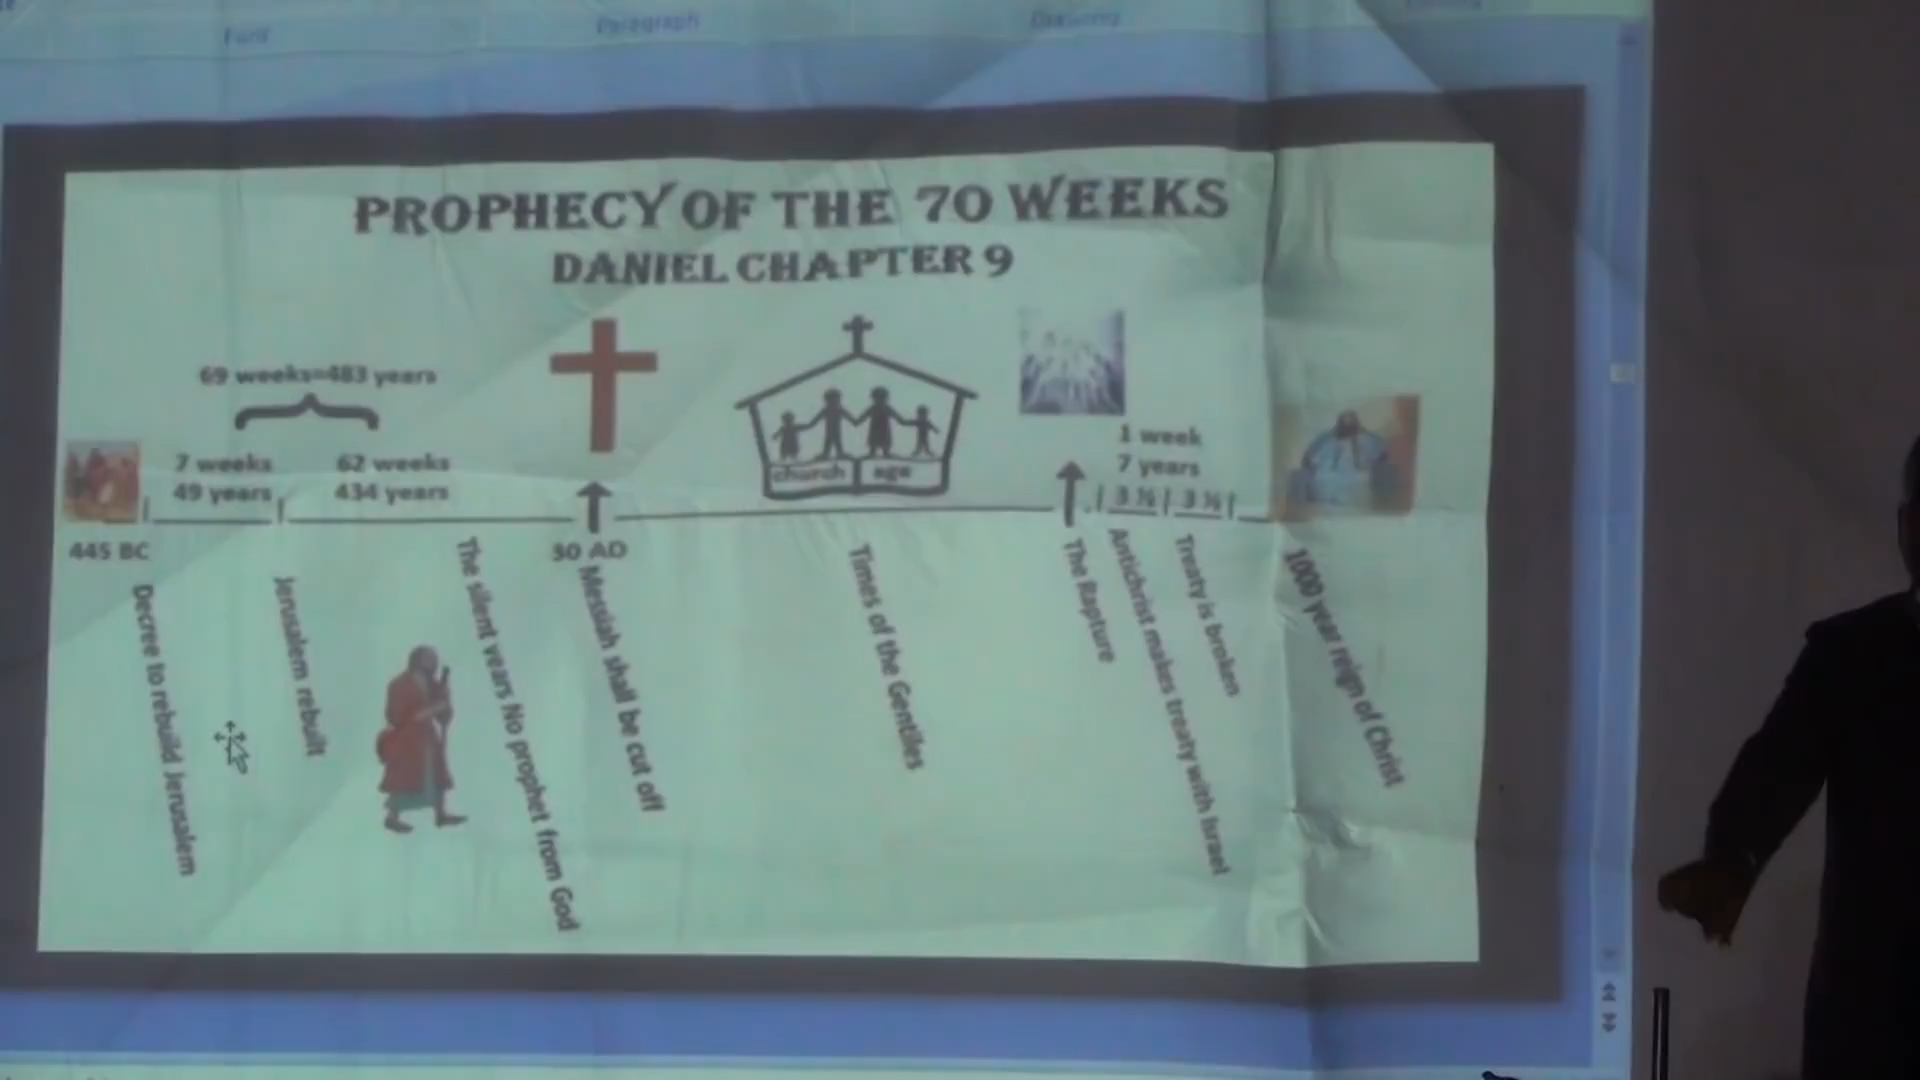 Font
Paragraph
Drawing
PROPHECY OF THE 70 WEEKS
DANIEL CHAPTER 9
69 weeks=483 years
7 weeks
49 years
62 weeks
434 years
church age
1 week
7 years
3 ½
3 ½
445 BC
30 AD
Decree to rebuild Jerusalem
Jerusalem rebuilt
The silent years No prophet from God
Messiah shall be cut off
Times of the Gentiles
The Rapture
Antichrist makes treaty with Israel
Treaty is broken
1000 year reign of Christ